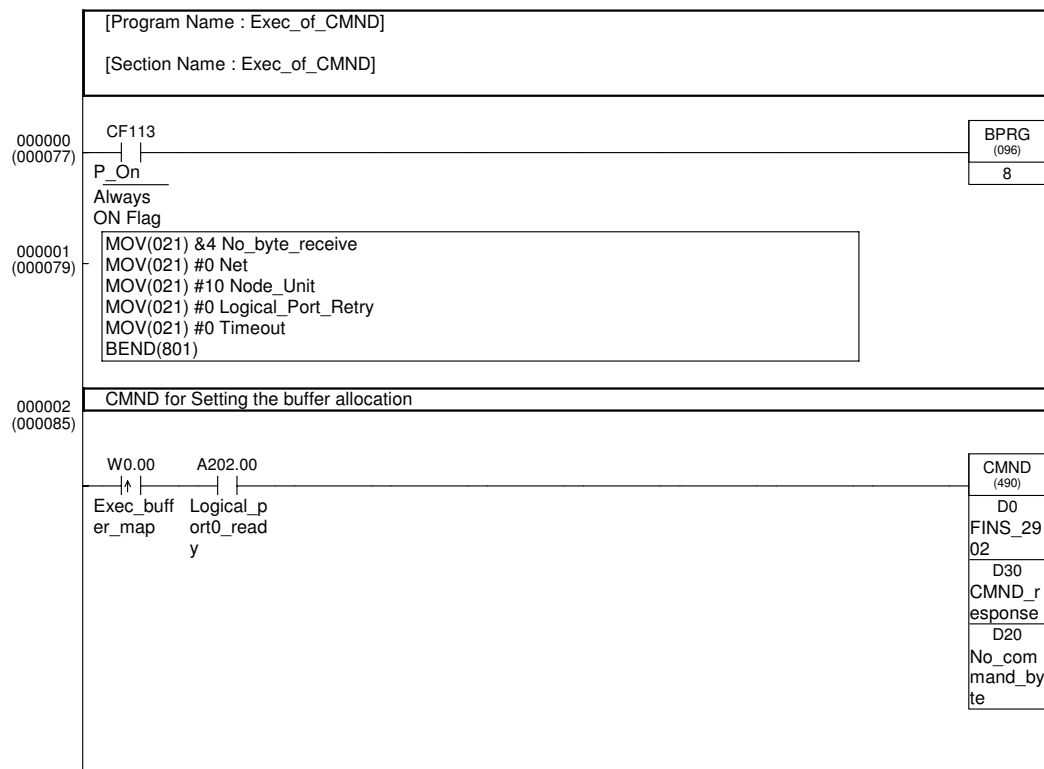 [Program Name : Exec_of_CMND]
[Section Name : Exec_of_CMND]
000000
(000077)
CF113
P_On
Always
ON Flag
BPRG
(096)
8
000001
(000079)
MOV(021) &4 No_byte_receive
MOV(021) #0 Net
MOV(021) #10 Node_Unit
MOV(021) #0 Logical_Port_Retry
MOV(021) #0 Timeout
BEND(801)
000002
(000085)
CMND for Setting the buffer allocation
W0.00
Exec_buff
er_map
A202.00
Logical_p
ort0_read
y
CMND
(490)
D0
FINS_29
02
D30
CMND_r
esponse
D20
No_com
mand_by
te